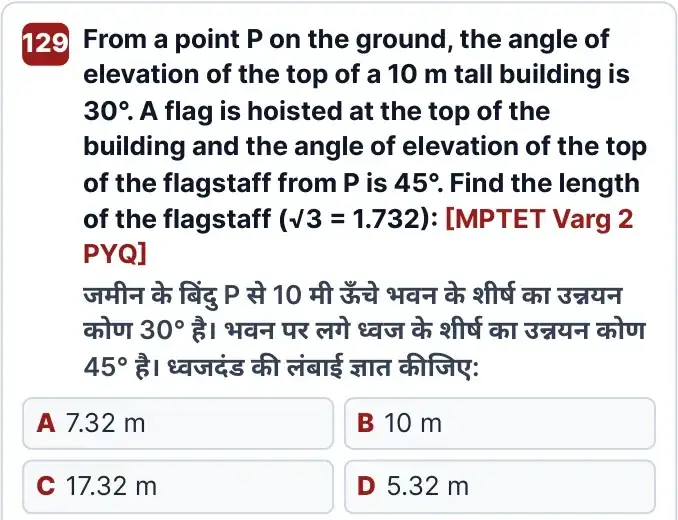 129 From a point P on the ground, the angle of
elevation of the top of a 10 m tall building is
30°. A flag is hoisted at the top of the
building and the angle of elevation of the top
of the flagstaff from P is 45°. Find the length
of the flagstaff (√3 = 1.732): [MPTET Varg 2
PYQ]
जमीन के बिंदु P से 10 मी ऊँचे भवन के शीर्ष का उन्नयन
कोण 30° है। भवन पर लगे ध्वज के शीर्ष का उन्नयन कोण
45° है। ध्वजदंड की लंबाई ज्ञात कीजिए:
A 7.32 m
B 10 m
C 17.32 m
D 5.32 m